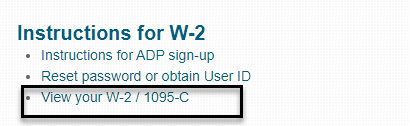 Instructions for W-2
• Instructions for ADP sign-up
• Reset password or obtain User ID
• View your W-2 / 1095-C